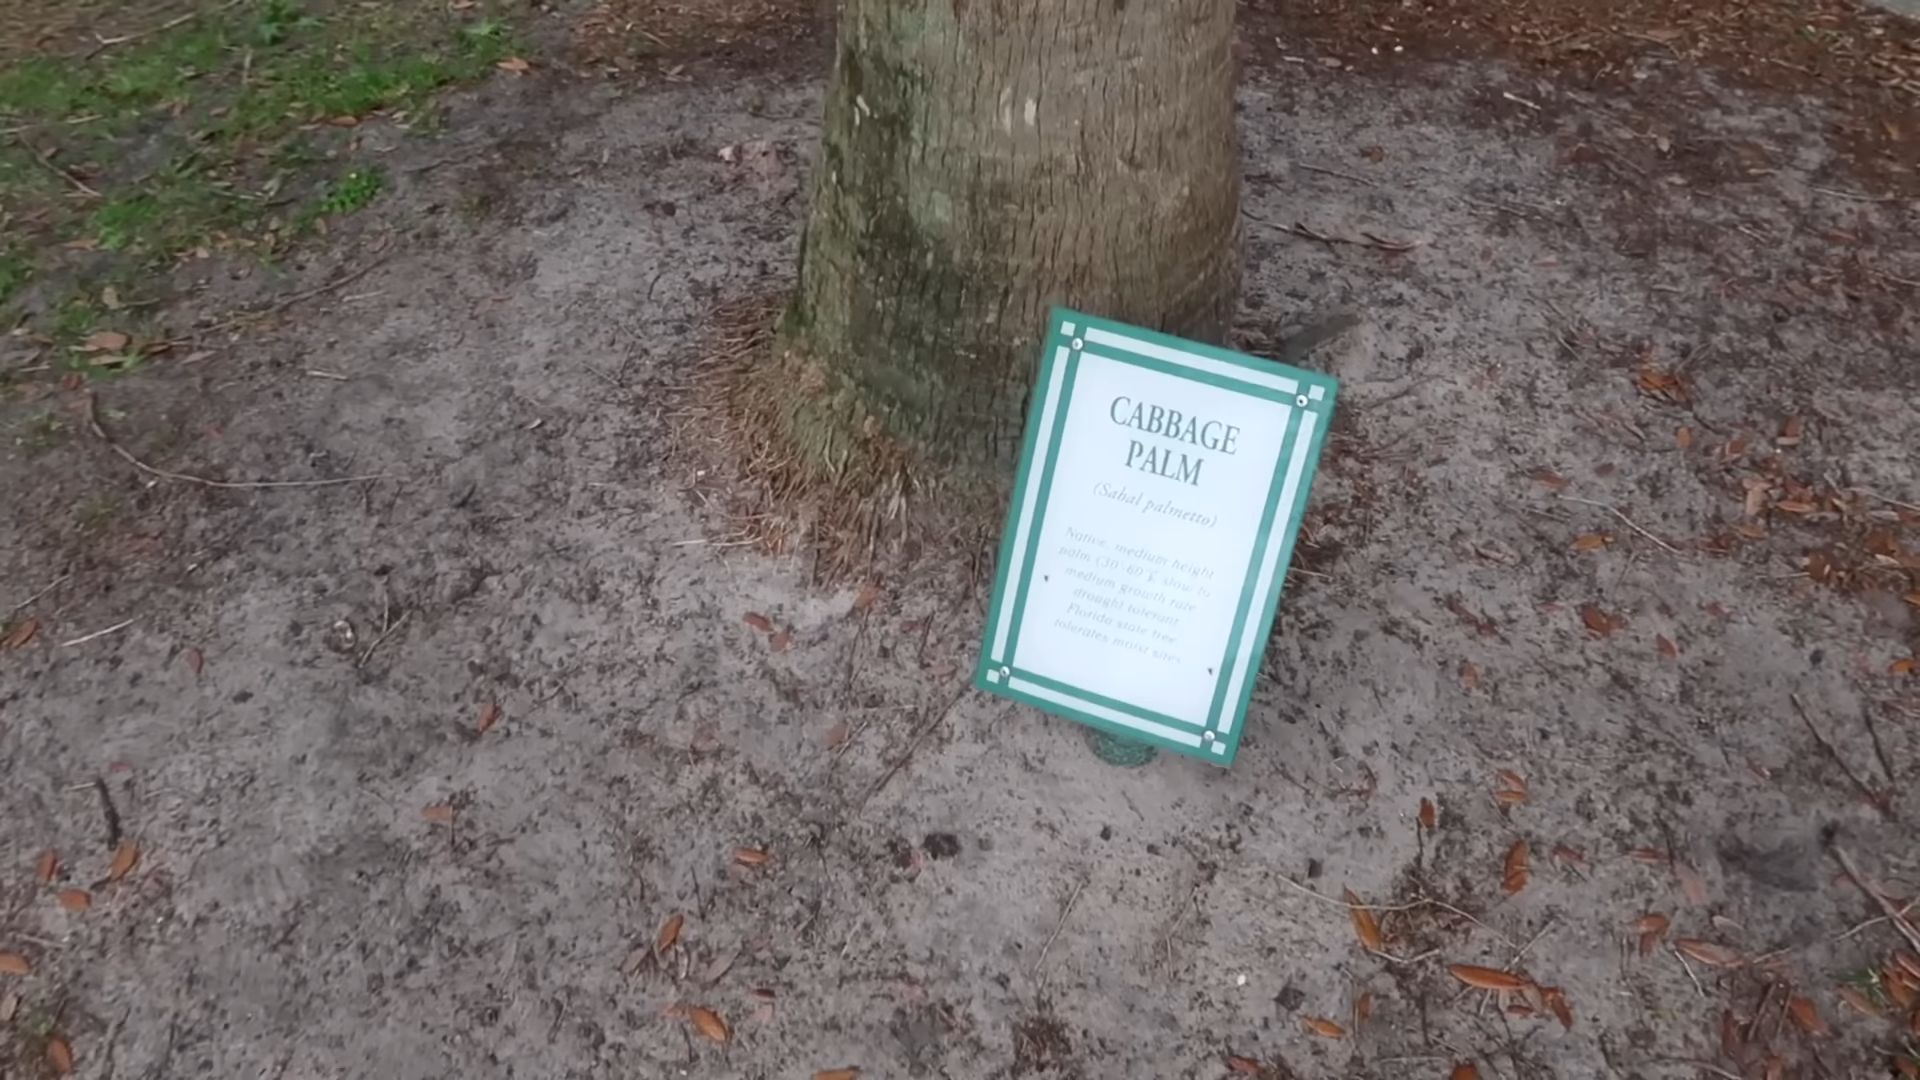 CABBAGE
PALM
(Sabal palmetto)
Native, medium height
palm (30-60'), slow to
medium growth rate
drought tolerant
Florida state tree,
tolerates moist sites